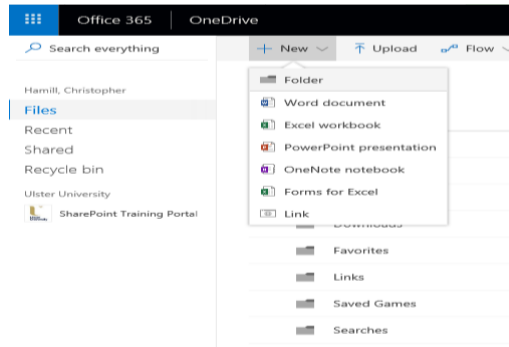 Office 365
OneDrive
Search everything
New
Upload
Flow
Hamill, Christopher
Files
Recent
Shared
Recycle bin
Ulster University
SharePoint Training Portal
Folder
Word document
Excel workbook
PowerPoint presentation
OneNote notebook
Forms for Excel
Link
Downloads
Favorites
Links
Saved Games
Searches